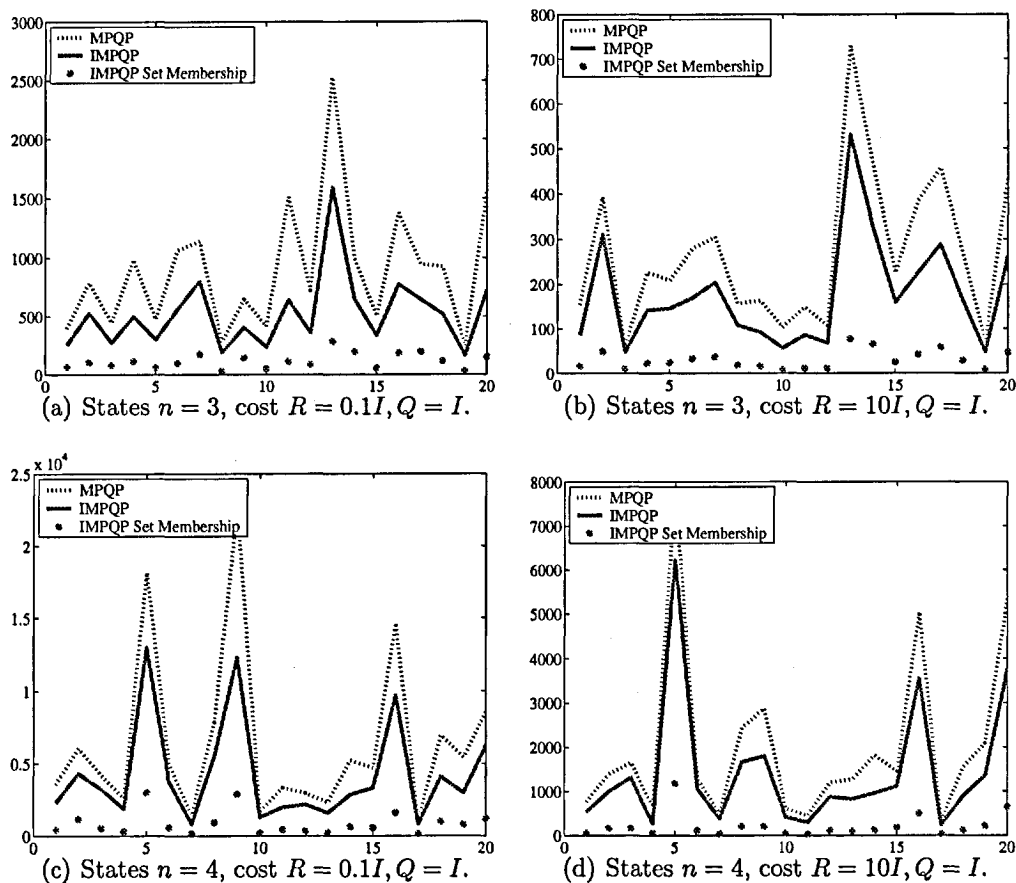 3000
MPQP
IMPQP
IMPQP Set Membership
2500
2000
1500
1000
500
0
0 5 10 15 20
(a) States n = 3, cost R = 0.1I, Q = I.
800
MPQP
IMPQP
IMPQP Set Membership
700
600
500
400
300
200
100
0
0 5 10 15 20
(b) States n = 3, cost R = 10I, Q = I.
x 10^4
2.5
MPQP
IMPQP
IMPQP Set Membership
2
1.5
1
0.5
0
0 5 10 15 20
(c) States n = 4, cost R = 0.1I, Q = I.
8000
MPQP
IMPQP
IMPQP Set Membership
7000
6000
5000
4000
3000
2000
1000
0
0 5 10 15 20
(d) States n = 4, cost R = 10I, Q = I.